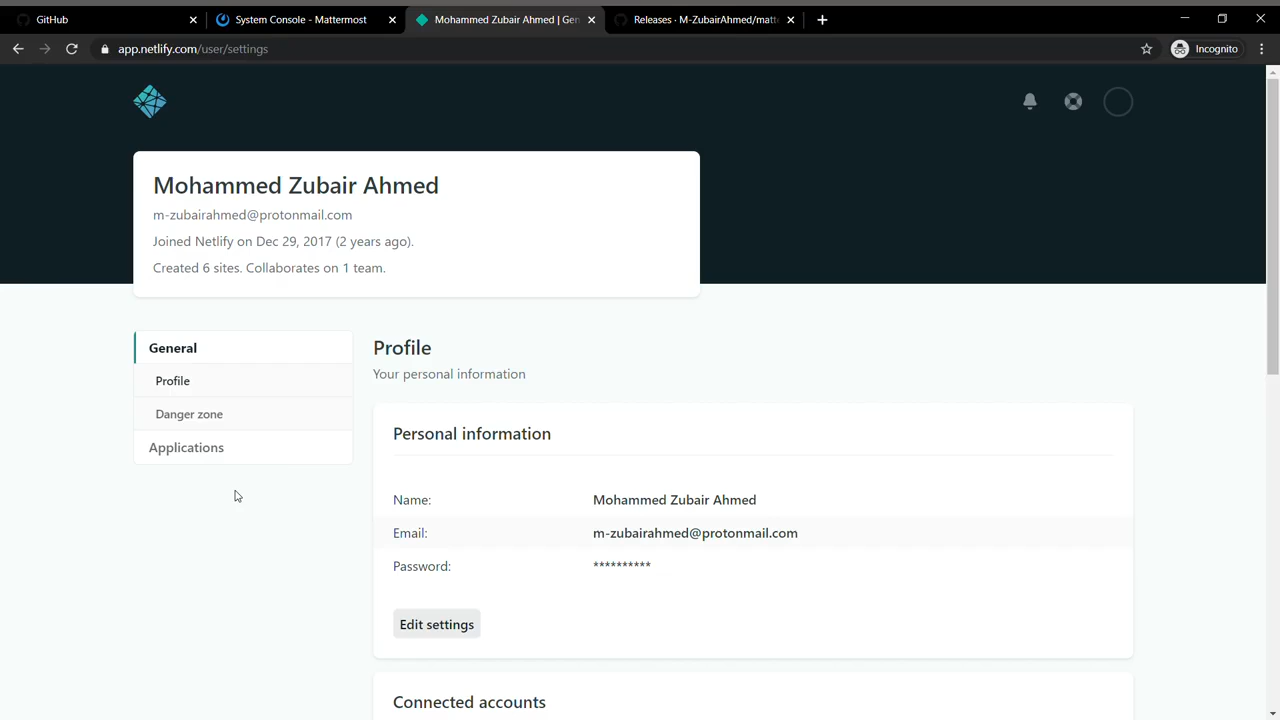 GitHub
System Console - Mattermost
Mohammed Zubair Ahmed | Gen
Releases · M-ZubairAhmed/matt
app.netlify.com/user/settings
Incognito
Mohammed Zubair Ahmed
m-zubairahmed@protonmail.com
Joined Netlify on Dec 29, 2017 (2 years ago).
Created 6 sites. Collaborates on 1 team.
General
Profile
Danger zone
Applications
Profile
Your personal information
Personal information
Name: Mohammed Zubair Ahmed
Email: m-zubairahmed@protonmail.com
Password: **********
Edit settings
Connected accounts